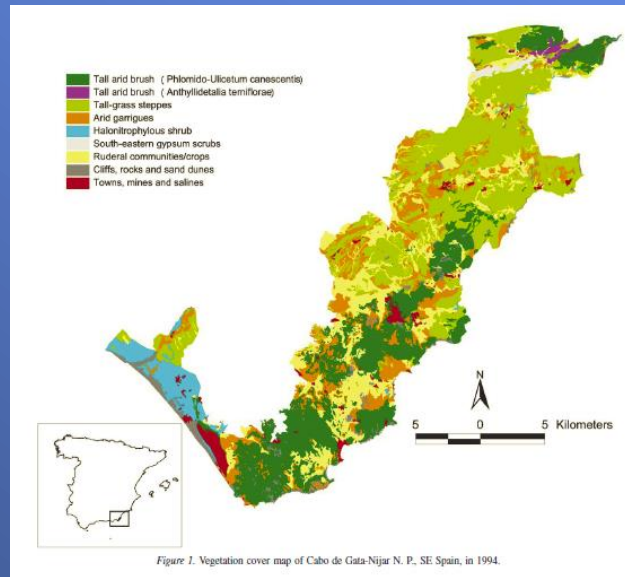 Tall arid brush ( Phlomido-Ulicetum canescentis)
Tall arid brush ( Anthyllidetalia terniflorae)
Tall-grass steppes
Arid garrigues
Halonitrophylous shrub
South-eastern gypsum scrubs
Ruderal communities/crops
Cliffs, rocks and sand dunes
Towns, mines and salines
N
5 0 5 Kilometers
Figure 1. Vegetation cover map of Cabo de Gata-Nijar N. P., SE Spain, in 1994.